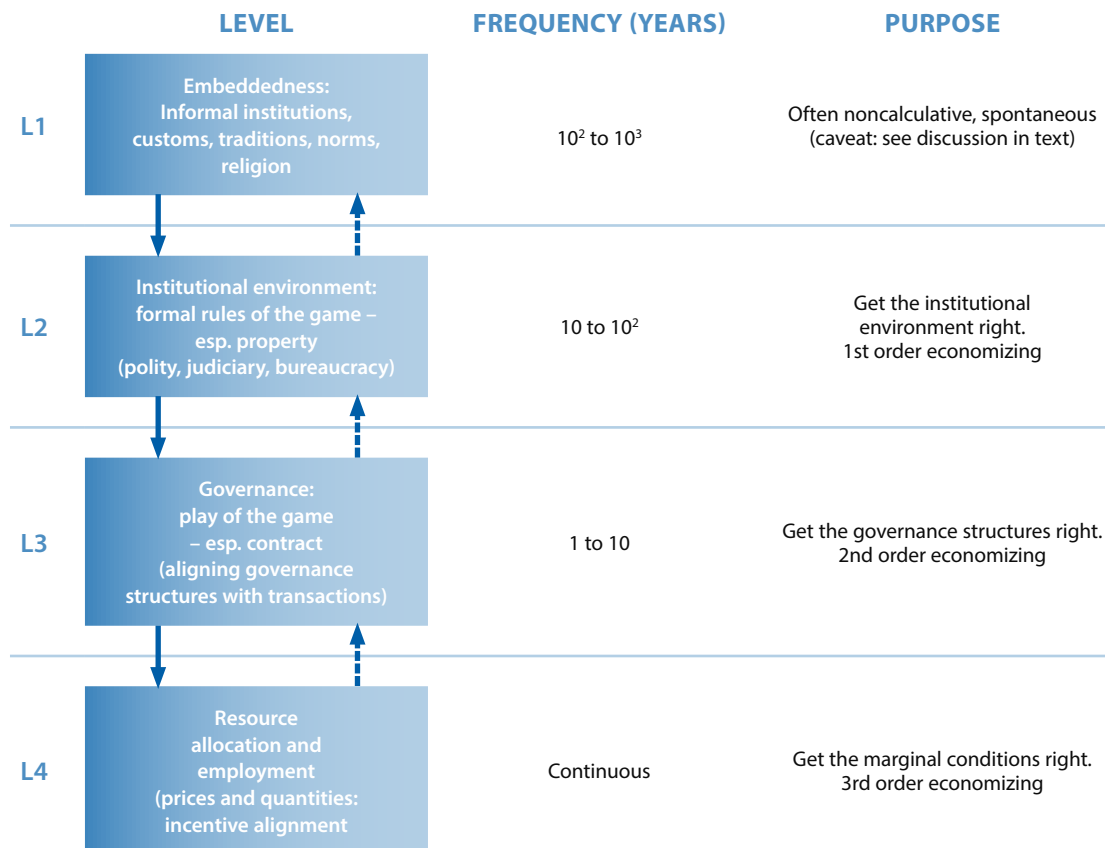 LEVEL
FREQUENCY (YEARS)
PURPOSE
L1
Embeddedness:
Informal institutions,
customs, traditions, norms,
religion
10² to 10³
Often noncalculative, spontaneous
(caveat: see discussion in text)
L2
Institutional environment:
formal rules of the game –
esp. property
(polity, judiciary, bureaucracy)
10 to 10²
Get the institutional
environment right.
1st order economizing
L3
Governance:
play of the game
– esp. contract
(aligning governance
structures with transactions)
1 to 10
Get the governance structures right.
2nd order economizing
L4
Resource
allocation and
employment
(prices and quantities:
incentive alignment
Continuous
Get the marginal conditions right.
3rd order economizing